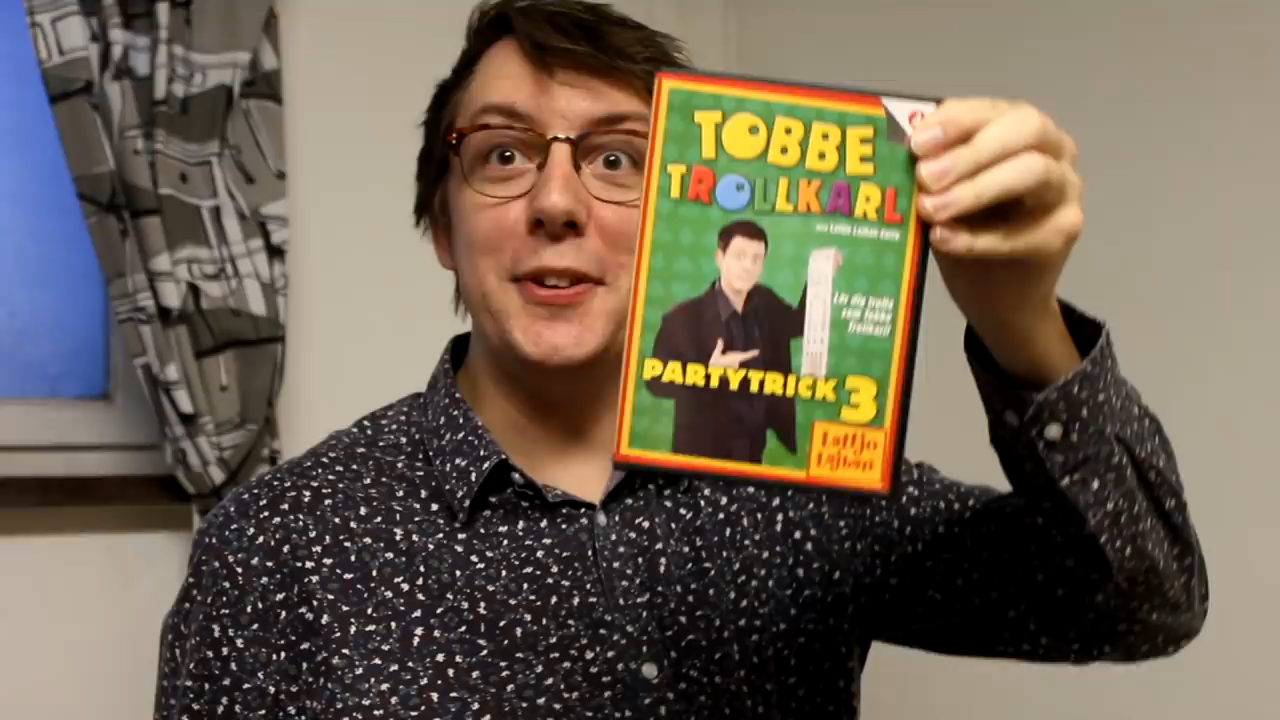 TOBBE
TROLLKARL
Lär dig trolla
som Tobbe
Trollkarl!
PARTYTRICK 3
Lattjo
Lajban